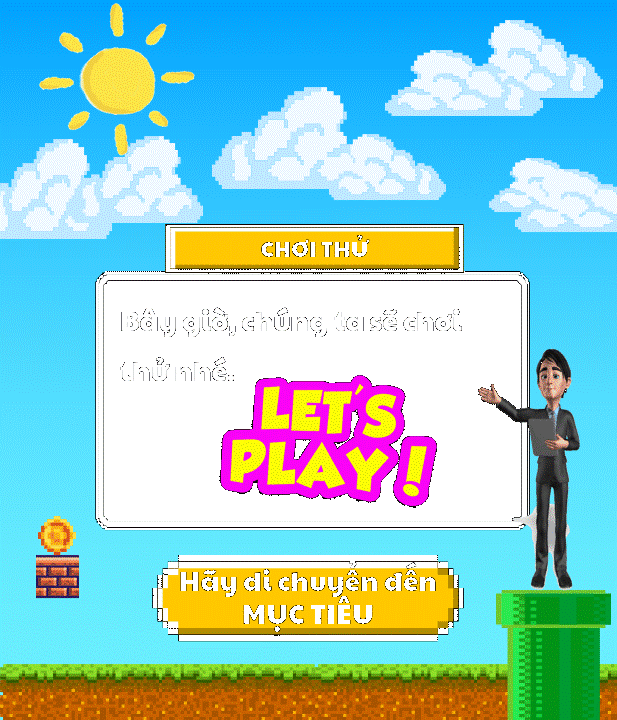 CHƠI THỬ
Bây giờ, chúng ta sẽ chơi
thử nhé.
LET'S
PLAY!
Hãy di chuyển đến
MỤC TIÊU